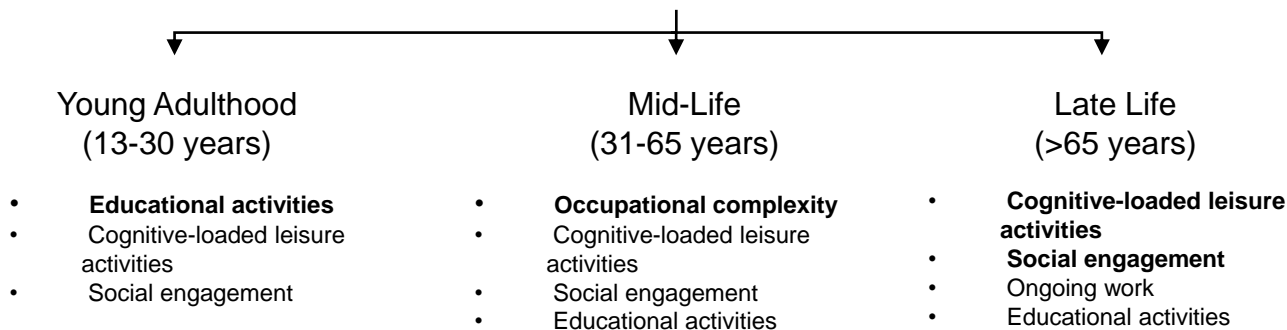 Young Adulthood
(13-30 years)
• Educational activities
• Cognitive-loaded leisure
activities
• Social engagement
Mid-Life
(31-65 years)
• Occupational complexity
• Cognitive-loaded leisure
activities
• Social engagement
• Educational activities
Late Life
(>65 years)
• Cognitive-loaded leisure
activities
• Social engagement
• Ongoing work
• Educational activities